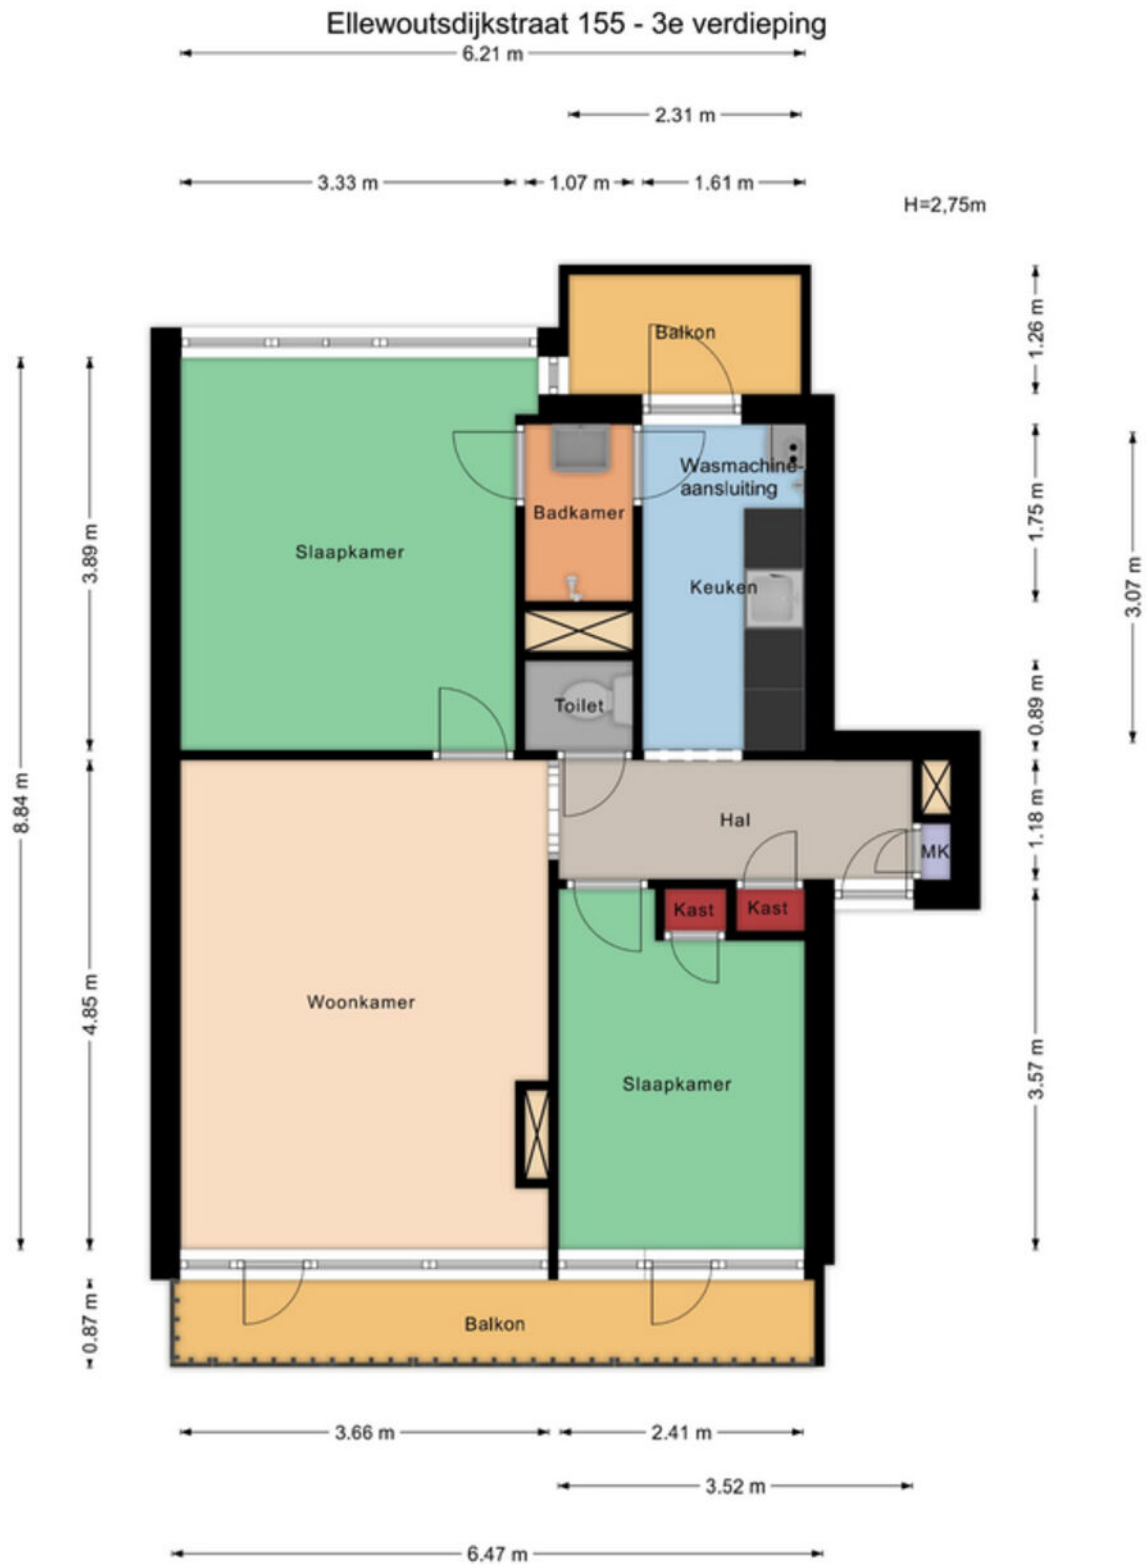 Ellewoutsdijkstraat 155 - 3e verdieping
6.21 m
2.31 m
3.33 m
1.07 m
1.61 m
H=2,75m
Balkon
1.26 m
Wasmachine-
aansluiting
Badkamer
1.75 m
Slaapkamer
3.89 m
Keuken
3.07 m
Toilet
0.89 m
8.84 m
Hal
1.18 m
MK
Kast
Kast
Woonkamer
4.85 m
Slaapkamer
3.57 m
Balkon
0.87 m
3.66 m
2.41 m
3.52 m
6.47 m